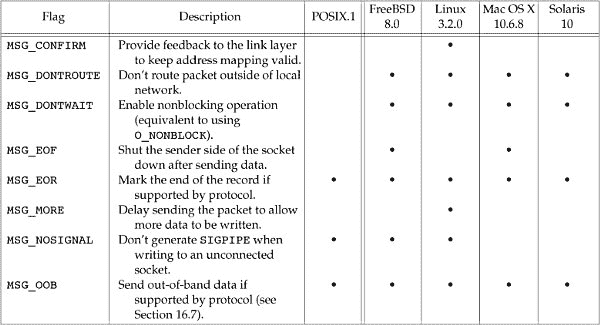 Flag Description POSIX.1 FreeBSD 8.0 Linux 3.2.0 Mac OS X 10.6.8 Solaris 10
MSG_CONFIRM Provide feedback to the link layer •
to keep address mapping valid.
MSG_DONTROUTE Don't route packet outside of local • • • •
network.
MSG_DONTWAIT Enable nonblocking operation • • • •
(equivalent to using
O_NONBLOCK).
MSG_EOF Shut the sender side of the socket • •
down after sending data.
MSG_EOR Mark the end of the record if • • • • •
supported by protocol.
MSG_MORE Delay sending the packet to allow •
more data to be written.
MSG_NOSIGNAL Don't generate SIGPIPE when • • •
writing to an unconnected
socket.
MSG_OOB Send out-of-band data if • • • • •
supported by protocol (see
Section 16.7).